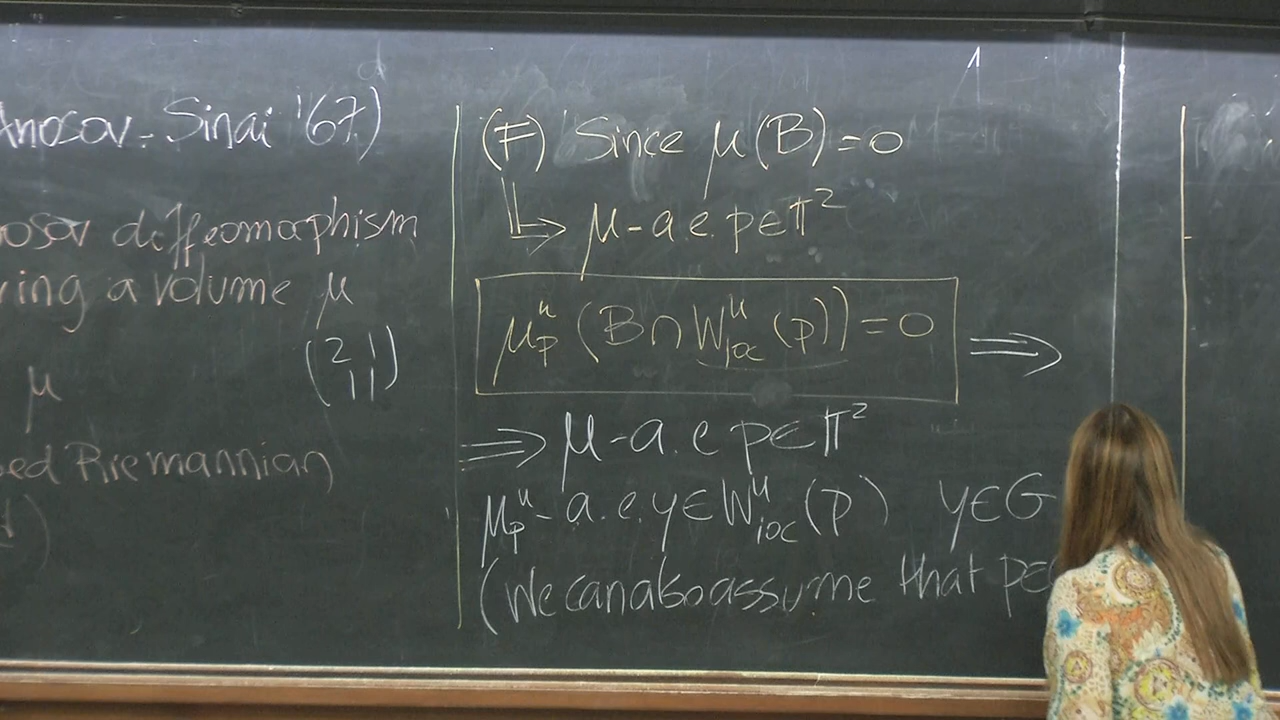 Anosov-Sinai '67)
osov diffeomorphism
ving a volume μ
(2 1
1 1)
μ
ed Riemannian
(F) Since μ(B)=0
⇒ μ-a.e. p∈𝕋²
μ_p^u (B∩W_loc^u (p))=0 ⇒
⇒ μ-a.e p∈𝕋²
μ_p^u-a.e. y∈W_loc^u(p) y∈G
(We can also assume that p∈